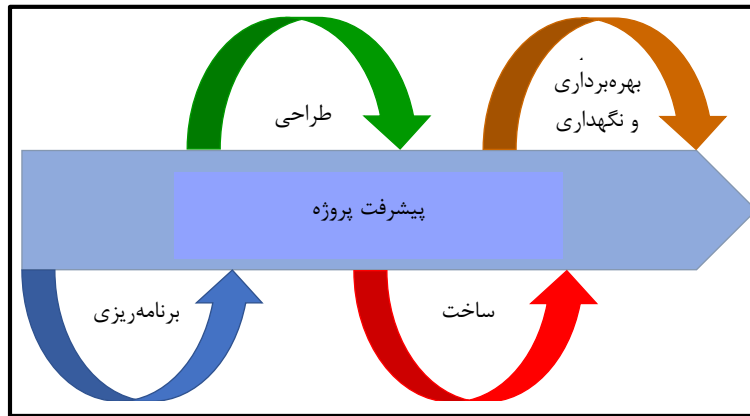 طراحی
بهره‌برداری
و نگهداری
پیشرفت پروژه
برنامه‌ریزی
ساخت